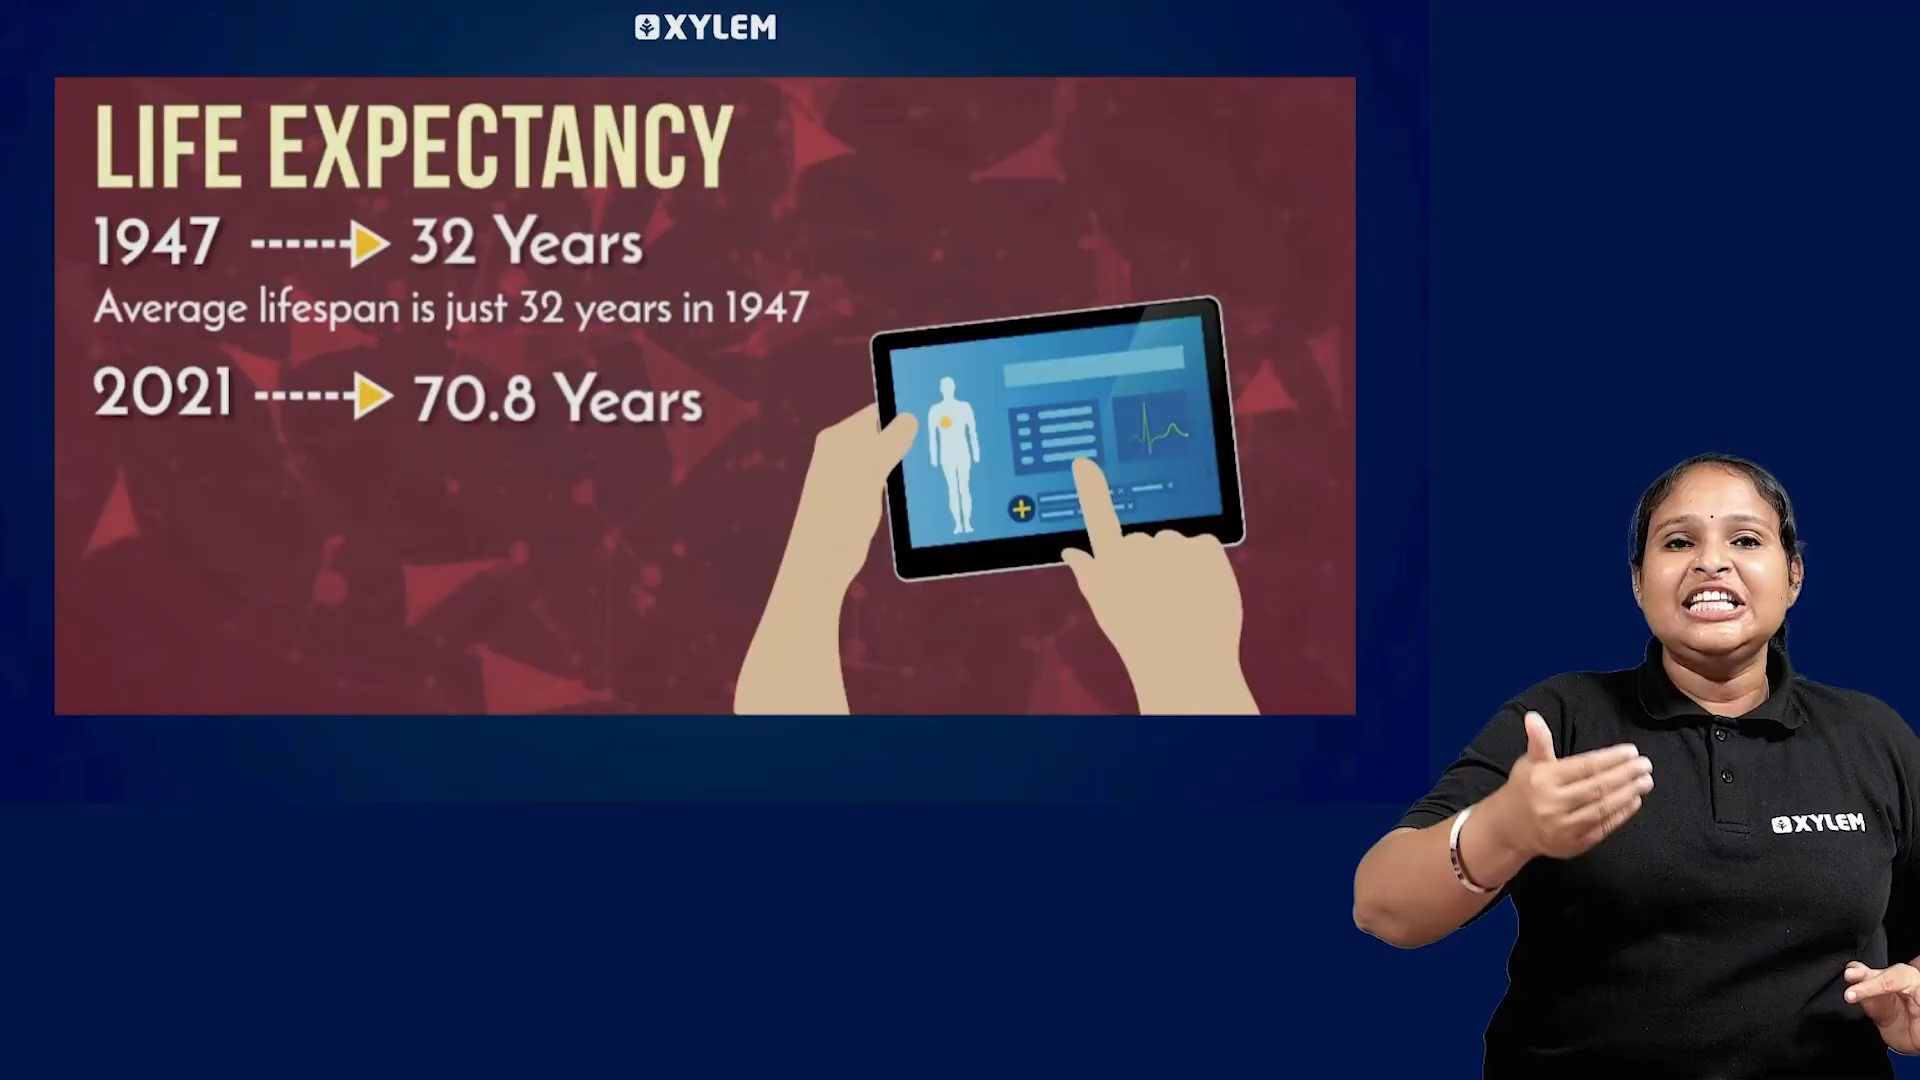 XYLEM
LIFE EXPECTANCY
1947 32 Years
Average lifespan is just 32 years in 1947
2021 70.8 Years
XYLEM